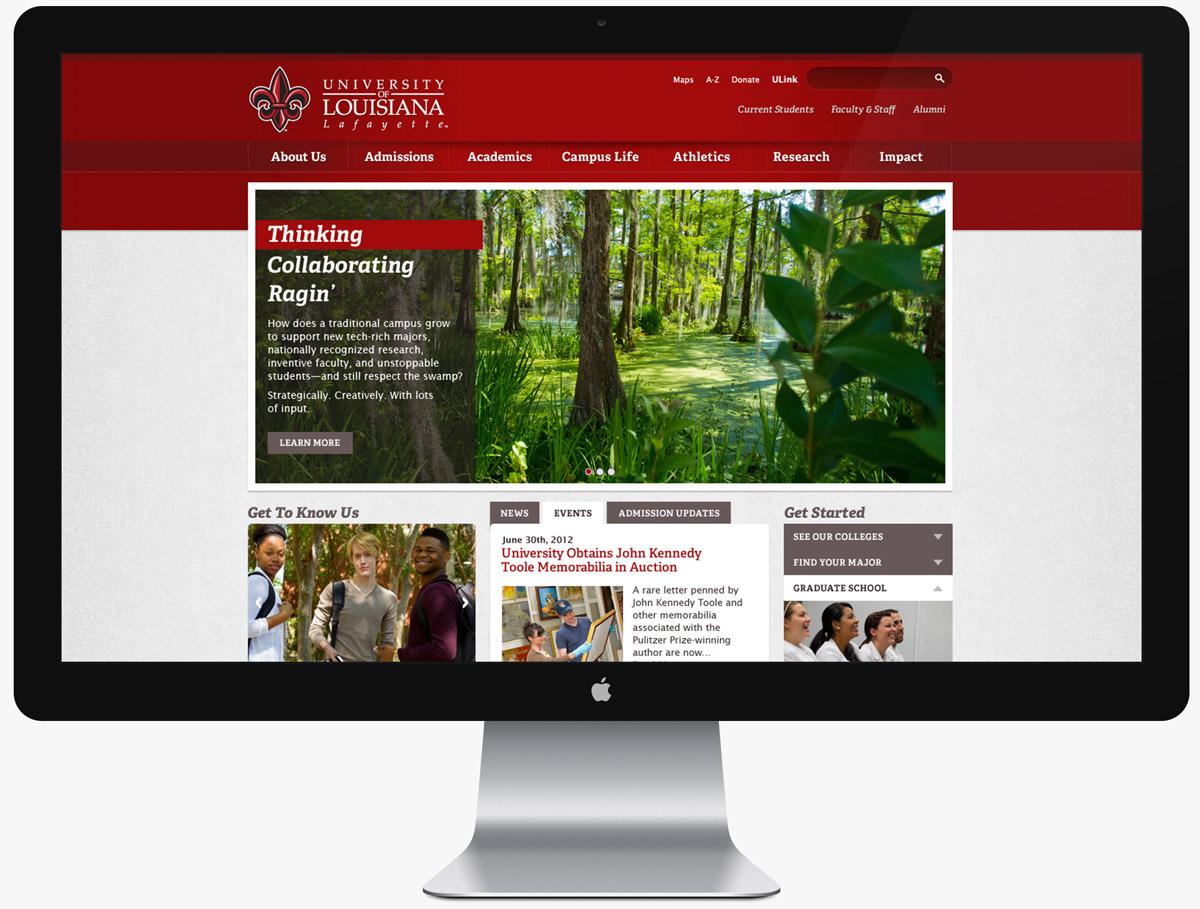 UNIVERSITY
OF
LOUISIANA
Lafayette
Maps A-Z Donate ULink
Current Students Faculty & Staff Alumni
About Us Admissions Academics Campus Life Athletics Research Impact
Thinking
Collaborating
Ragin’
How does a traditional campus grow
to support new tech-rich majors,
nationally recognized research,
inventive faculty, and unstoppable
students—and still respect the swamp?
Strategically. Creatively. With lots
of input.
LEARN MORE
Get To Know Us
NEWS EVENTS ADMISSION UPDATES
June 30th, 2012
University Obtains John Kennedy
Toole Memorabilia in Auction
A rare letter penned by
John Kennedy Toole and
other memorabilia
associated with the
Pulitzer Prize-winning
author are now...
Get Started
SEE OUR COLLEGES
FIND YOUR MAJOR
GRADUATE SCHOOL